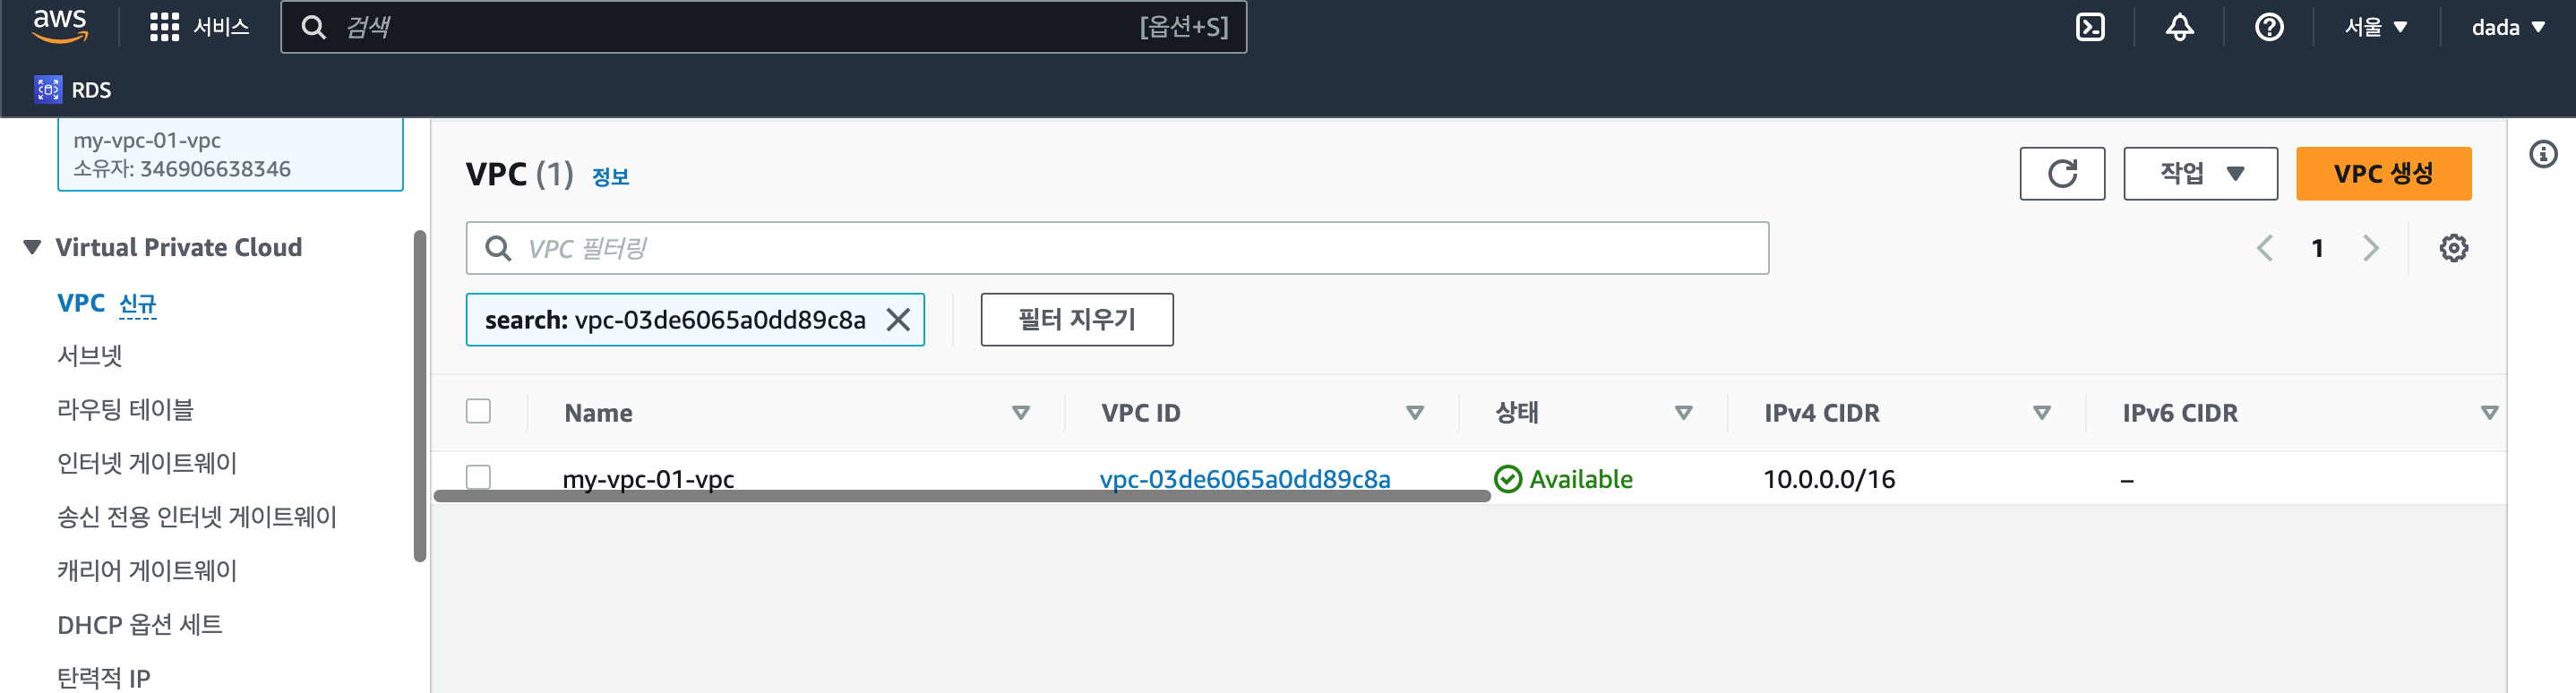 aws
서비스
검색
[옵션+S]
서울 ▼
dada ▼
RDS
my-vpc-01-vpc
소유자: 346906638346
▼ Virtual Private Cloud
VPC 신규
서브넷
라우팅 테이블
인터넷 게이트웨이
송신 전용 인터넷 게이트웨이
캐리어 게이트웨이
DHCP 옵션 세트
탄력적 IP
VPC (1) 정보
작업 ▼
VPC 생성
VPC 필터링
1
search: vpc-03de6065a0dd89c8a
필터 지우기
Name VPC ID 상태 IPv4 CIDR IPv6 CIDR
my-vpc-01-vpc vpc-03de6065a0dd89c8a Available 10.0.0.0/16 –